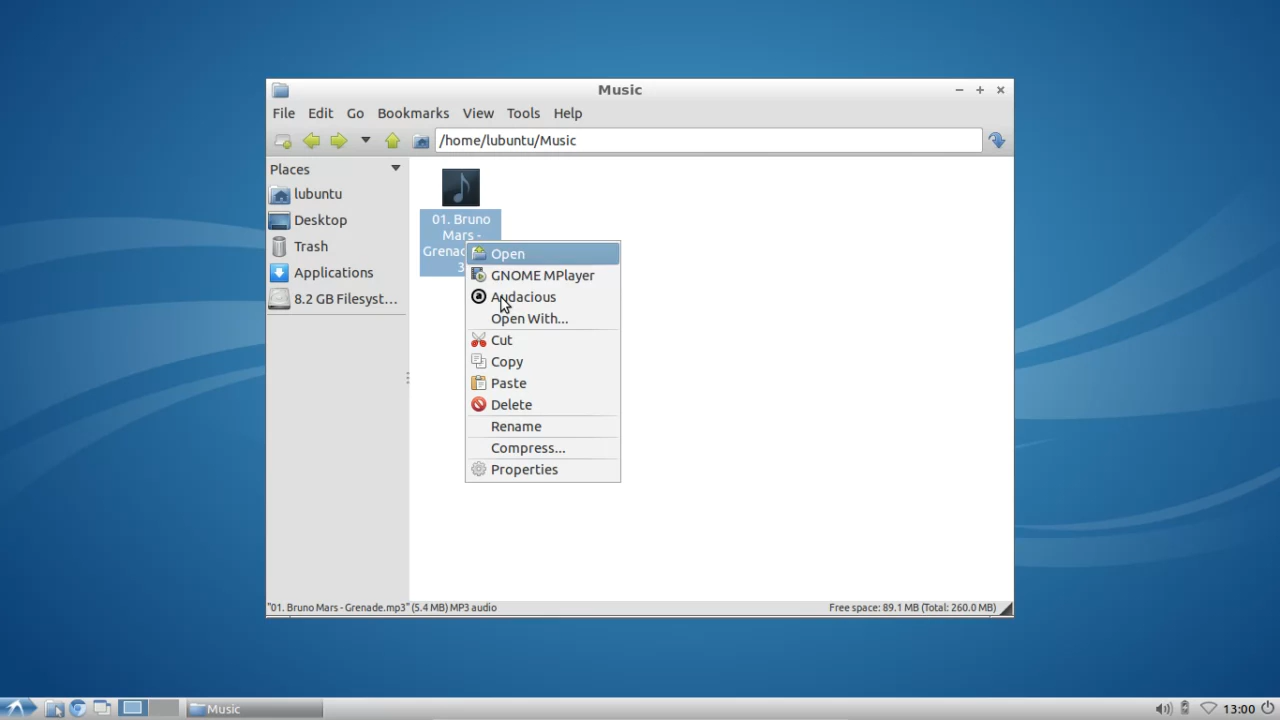 Music
File Edit Go Bookmarks View Tools Help
/home/lubuntu/Music
Places
lubuntu
Desktop
Trash
Applications
8.2 GB Filesyst...
01. Bruno
Mars -
Grena
3
Open
GNOME MPlayer
Audacious
Open With...
Cut
Copy
Paste
Delete
Rename
Compress...
Properties
"01. Bruno Mars - Grenade.mp3" (5.4 MB) MP3 audio
Free space: 89.1 MB (Total: 260.0 MB)
Music
13:00